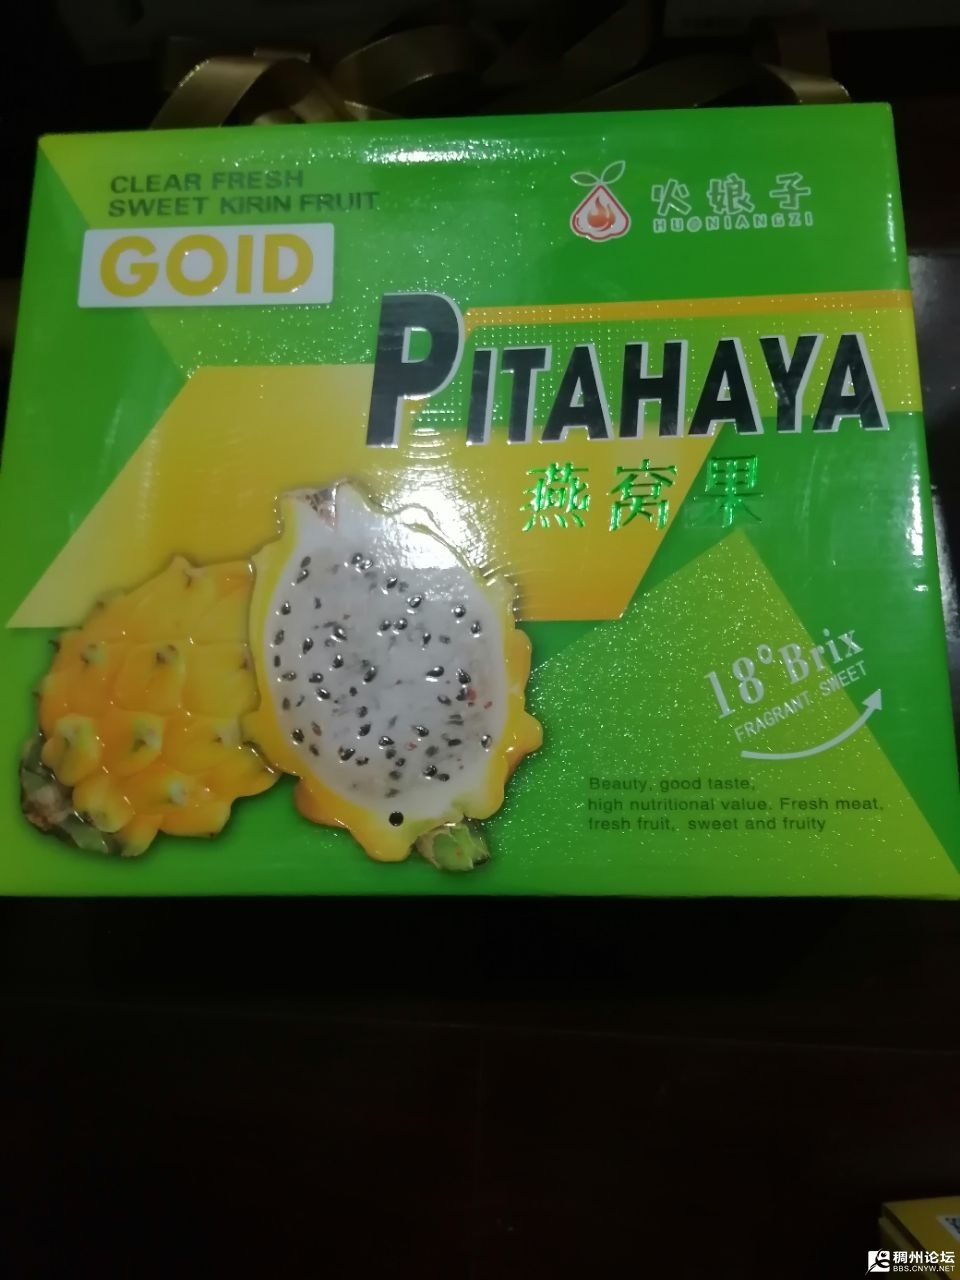 CLEAR FRESH
SWEET KIRIN FRUIT
GOID
火娘子
HUONIANGZI
PITAHAYA
燕窝果
18°Brix
FRAGRANT SWEET
Beauty, good taste,
high nutritional value. Fresh meat,
fresh fruit, sweet and fruity
稠州论坛
BBS.CNYW.NET